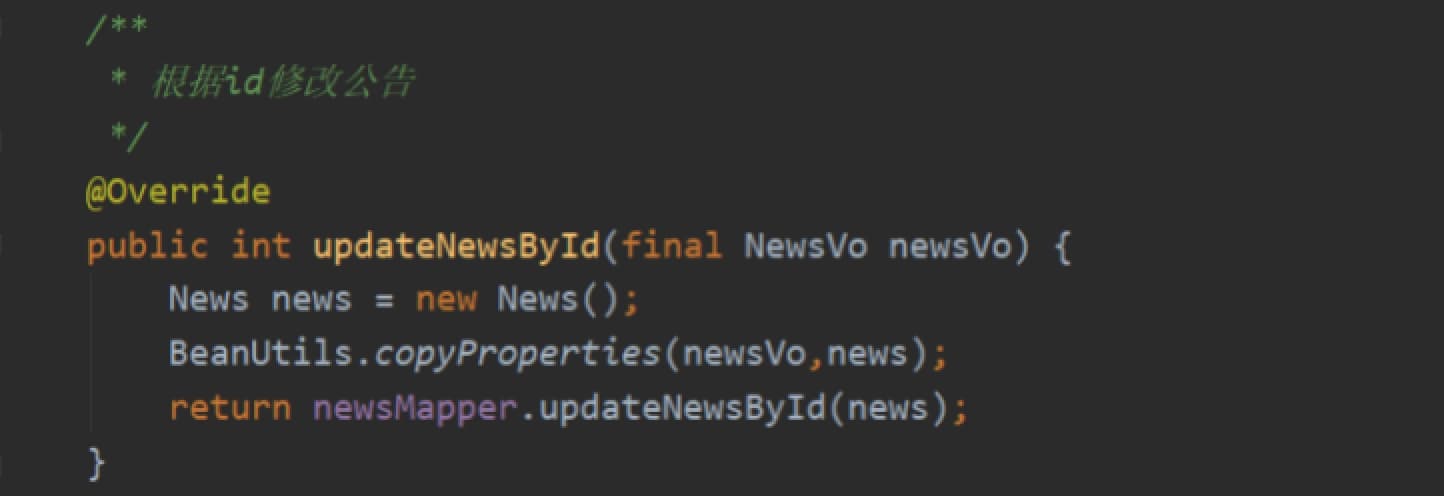 /**
* 根据id修改公告
*/
@Override
public int updateNewsById(final NewsVo newsVo) {
News news = new News();
BeanUtils.copyProperties(newsVo,news);
return newsMapper.updateNewsById(news);
}